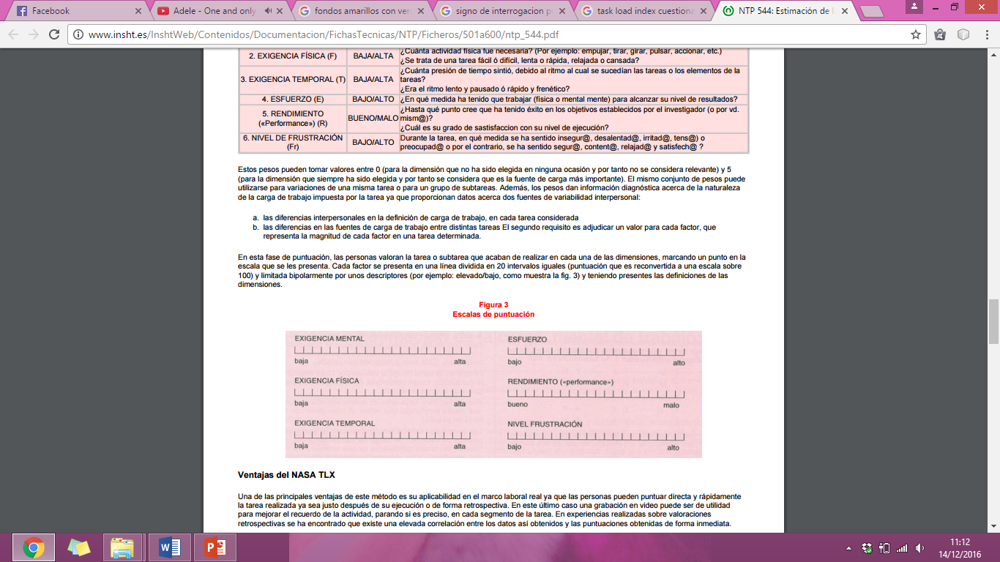 Facebook
Adele - One and only
fondos amarillos con ver
signo de interrogacion p
task load index cuestiona
NTP 544: Estimación de l
www.insht.es/InshtWeb/Contenidos/Documentacion/FichasTecnicas/NTP/Ficheros/501a600/ntp_544.pdf
2. EXIGENCIA FÍSICA (F) BAJA/ALTA ¿Cuánta actividad física fue necesaria? (Por ejemplo: empujar, tirar, girar, pulsar, accionar, etc.)
¿Se trata de una tarea fácil ó difícil, lenta o rápida, relajada o cansada?
3. EXIGENCIA TEMPORAL (T) BAJA/ALTA ¿Cuánta presión de tiempo sintió, debido al ritmo al cual se sucedían las tareas o los elementos de la
tareas?
¿Era el ritmo lento y pausado ó rápido y frenético?
4. ESFUERZO (E) BAJO/ALTO ¿En qué medida ha tenido que trabajar (física o mental mente) para alcanzar su nivel de resultados?
5. RENDIMIENTO
(«Performance») (R) BUENO/MALO ¿Hasta qué punto cree que ha tenido éxito en los objetivos establecidos por el investigador (o por vd.
mism@)?
¿Cuál es su grado de sastisfaccion con su nivel de ejecución?
6. NIVEL DE FRUSTRACIÓN
(Fr) BAJO/ALTO Durante la tarea, en qué medida se ha sentido insegur@, desalentad@, irritad@, tens@) o
preocupad@ o por el contrario, se ha sentido segur@, content@, relajad@ y satisfech@ ?
Estos pesos pueden tomar valores entre 0 (para la dimensión que no ha sido elegida en ninguna ocasión y por tanto no se considera relevante) y 5
(para la dimensión que siempre ha sido elegida y por tanto se considera que es la fuente de carga más importante). El mismo conjunto de pesos puede
utilizarse para variaciones de una misma tarea o para un grupo de subtareas. Además, los pesos dan información diagnóstica acerca de la naturaleza
de la carga de trabajo impuesta por la tarea ya que proporcionan datos acerca dos fuentes de variabilidad interpersonal:
a. las diferencias interpersonales en la definición de carga de trabajo, en cada tarea considerada
b. las diferencias en las fuentes de carga de trabajo entre distintas tareas El segundo requisito es adjudicar un valor para cada factor, que
representa la magnitud de cada factor en una tarea determinada.
En esta fase de puntuación, las personas valoran la tarea o subtarea que acaban de realizar en cada una de las dimensiones, marcando un punto en la
escala que se les presenta. Cada factor se presenta en una línea dividida en 20 intervalos iguales (puntuación que es reconvertida a una escala sobre
100) y limitada bipolarmente por unos descriptores (por ejemplo: elevado/bajo, como muestra la fig. 3) y teniendo presentes las definiciones de las
dimensiones.
Figura 3
Escalas de puntuación
EXIGENCIA MENTAL
baja alta
EXIGENCIA FÍSICA
baja alta
EXIGENCIA TEMPORAL
baja alta
ESFUERZO
bajo alto
RENDIMIENTO («performance»)
bueno malo
NIVEL FRUSTRACIÓN
bajo alto
Ventajas del NASA TLX
Una de las principales ventajas de este método es su aplicabilidad en el marco laboral real ya que las personas pueden puntuar directa y rápidamente
la tarea realizada ya sea justo después de su ejecución o de forma retrospectiva. En este último caso una grabación en video puede ser de utilidad
para mejorar el recuerdo de la actividad, parando si es preciso, en cada segmento de la tarea. En experiencias realizadas sobre valoraciones
retrospectivas se ha encontrado que existe una elevada correlación entre los datos así obtenidos y las puntuaciones obtenidas de forma inmediata.
11:12
14/12/2016